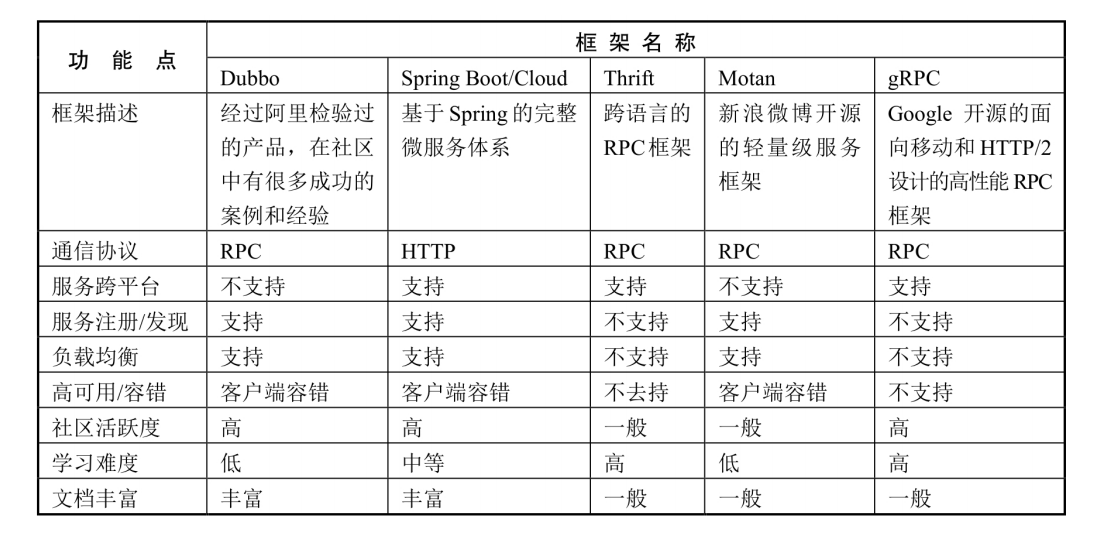 功 能 点
框 架 名 称
Dubbo Spring Boot/Cloud Thrift Motan gRPC
框架描述 经过阿里检验过 基于 Spring 的完整 跨语言的 新浪微博开源 Google 开源的面
的产品，在社区 微服务体系 RPC 框架 的轻量级服务 向移动和 HTTP/2
中有很多成功的 框架 设计的高性能 RPC
案例和经验 框架
通信协议 RPC HTTP RPC RPC RPC
服务跨平台 不支持 支持 支持 不支持 支持
服务注册/发现 支持 支持 不支持 支持 不支持
负载均衡 支持 支持 不支持 支持 不支持
高可用/容错 客户端容错 客户端容错 不去持 客户端容错 不支持
社区活跃度 高 高 一般 一般 高
学习难度 低 中等 高 低 高
文档丰富 丰富 丰富 一般 一般 一般